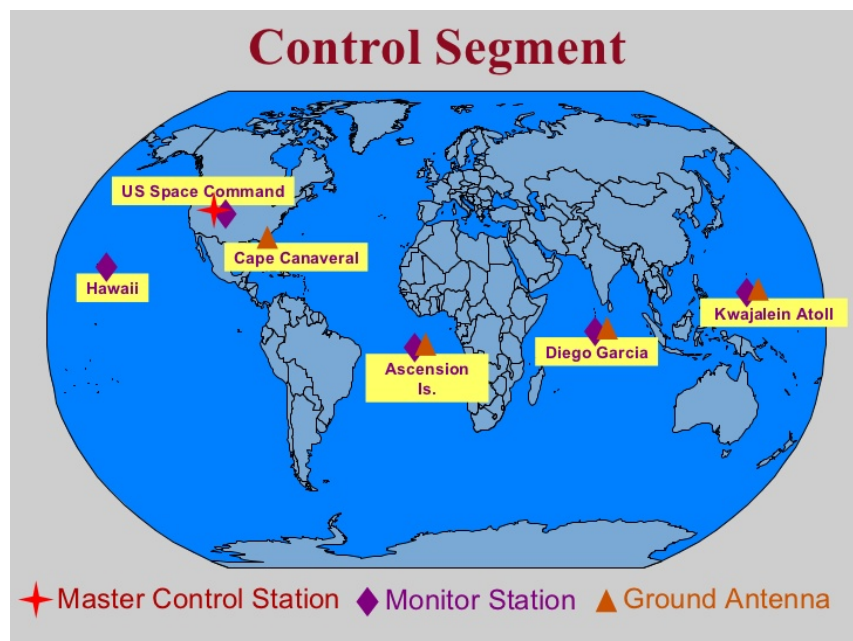 Control Segment
US Space Command
Cape Canaveral
Hawaii
Kwajalein Atoll
Diego Garcia
Ascension
Is.
Master Control Station
Monitor Station
Ground Antenna